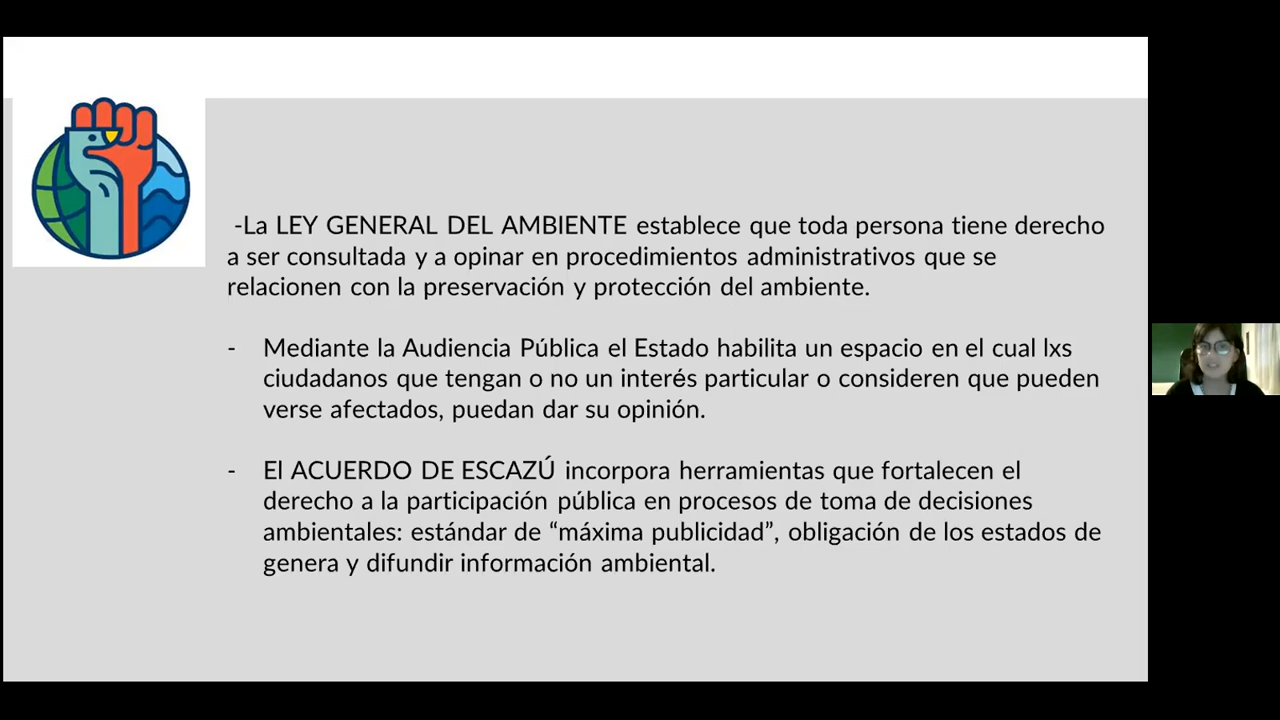 -La LEY GENERAL DEL AMBIENTE establece que toda persona tiene derecho
a ser consultada y a opinar en procedimientos administrativos que se
relacionen con la preservación y protección del ambiente.
- Mediante la Audiencia Pública el Estado habilita un espacio en el cual lxs
ciudadanos que tengan o no un interés particular o consideren que pueden
verse afectados, puedan dar su opinión.
- El ACUERDO DE ESCAZÚ incorpora herramientas que fortalecen el
derecho a la participación pública en procesos de toma de decisiones
ambientales: estándar de “máxima publicidad”, obligación de los estados de
genera y difundir información ambiental.